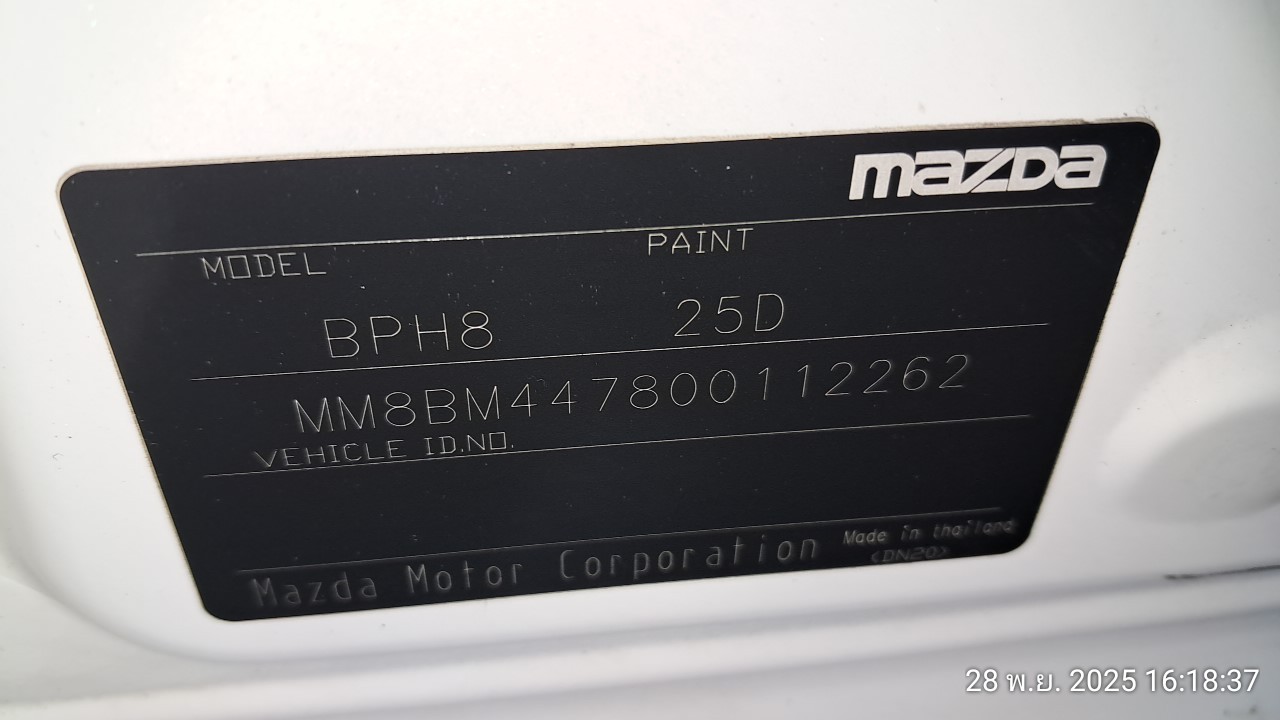 mazda
MODEL PAINT
BPH8 25D
MM8BM447800112262
VEHICLE ID.NO.
Mazda Motor Corporation Made in thailand
<DN20>
28 พ.ย. 2025 16:18:37